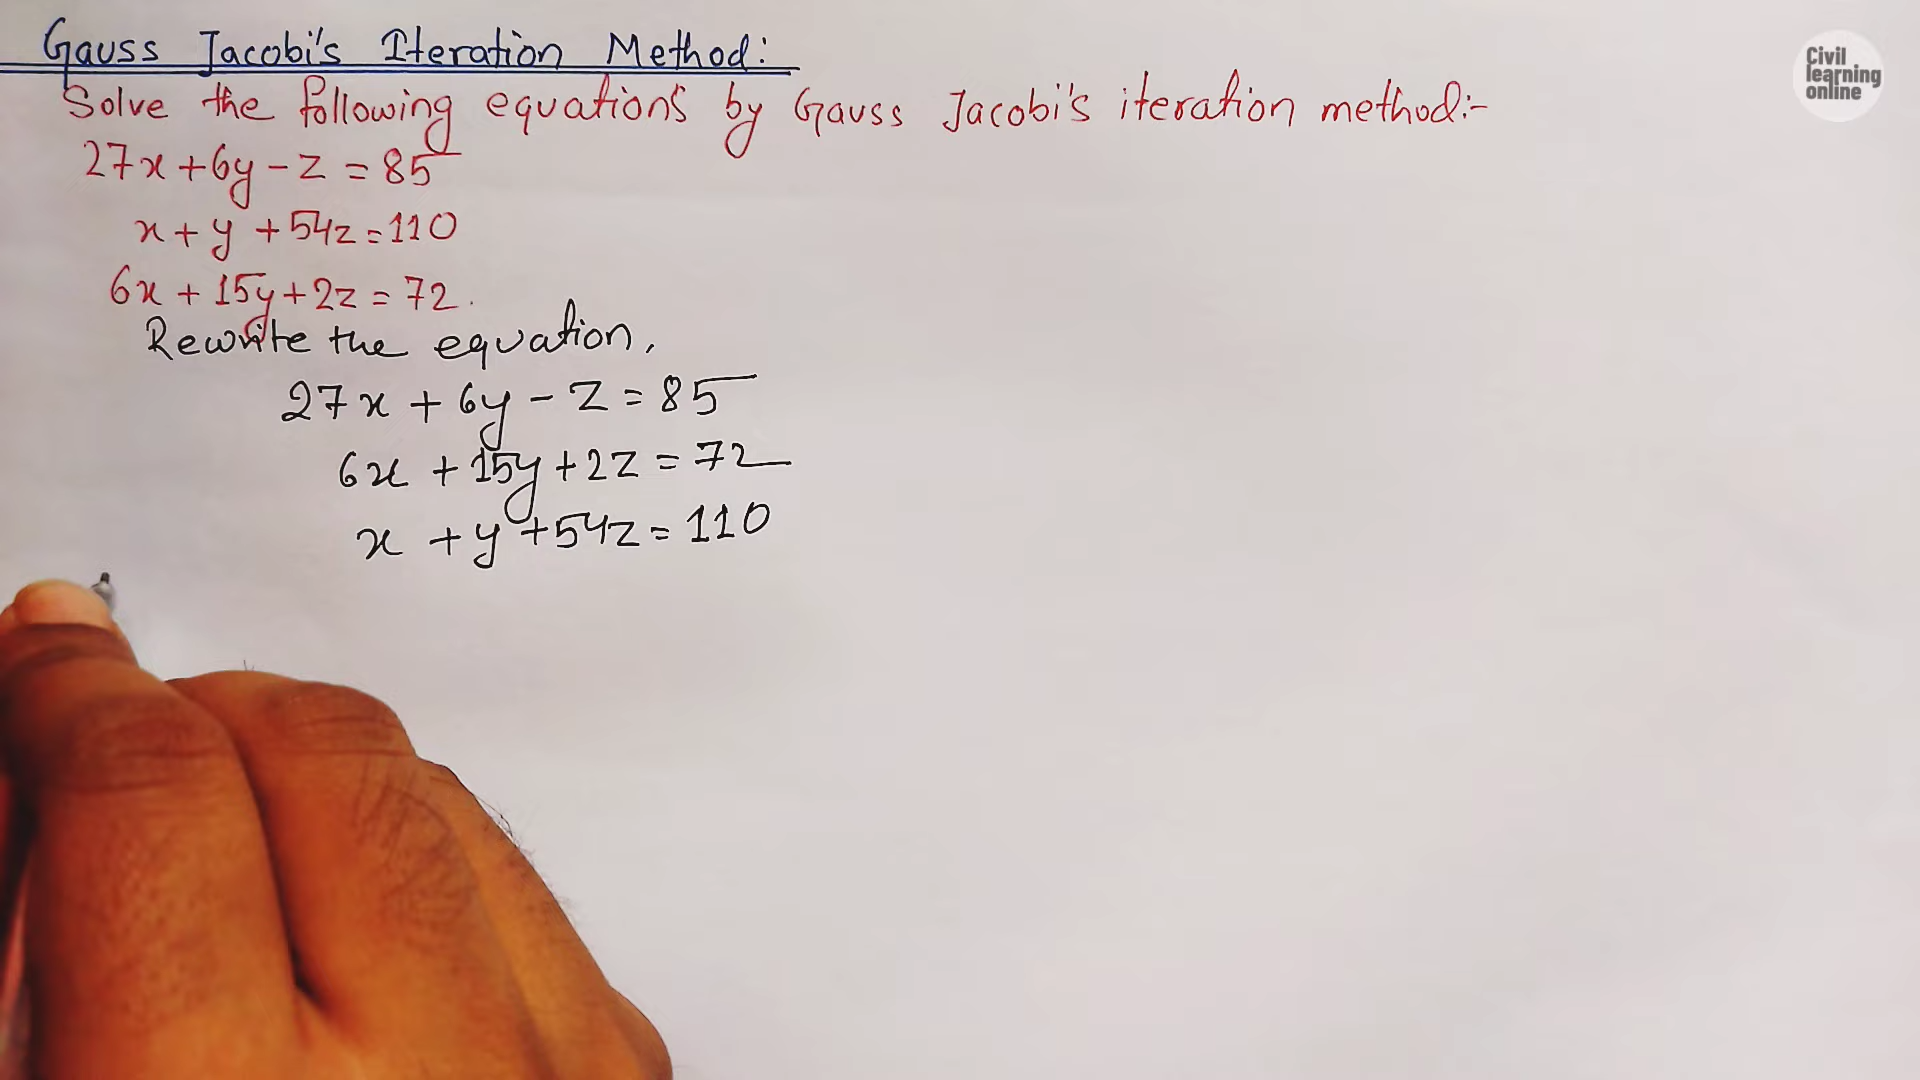 Gauss Jacobi's Iteration Method:
Civil
learning
online
Solve the following equations by Gauss Jacobi's iteration method:-
27x+6y-z=85
x+y+54z=110
6x+15y+2z=72.
Rewrite the equation,
27x+6y-z=85
6x+15y+2z=72
x+y+54z=110